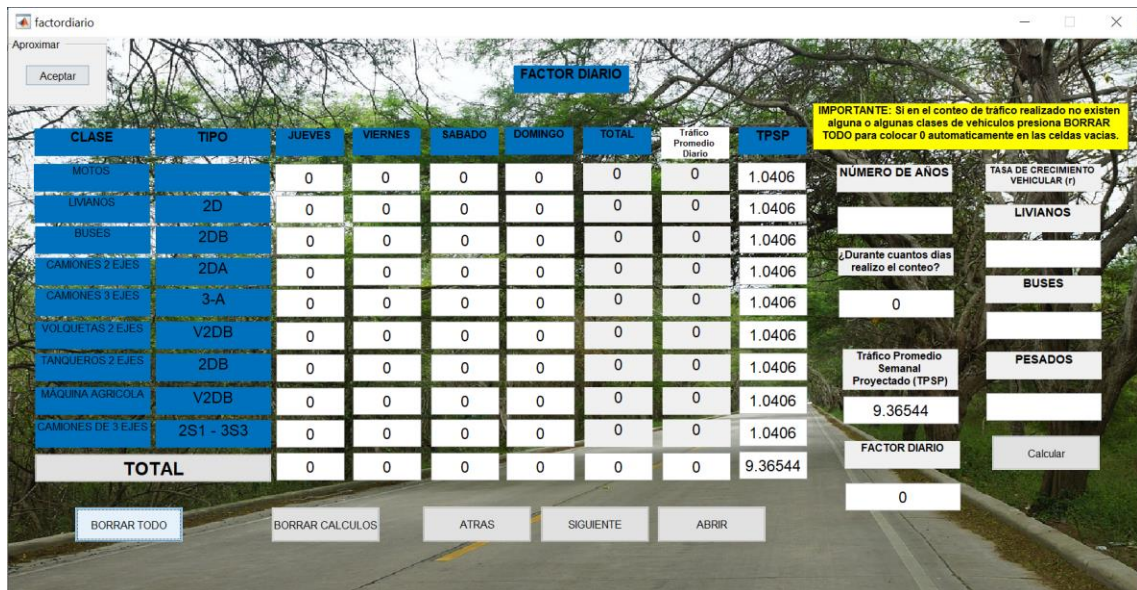 factordiario
Aproximar
Aceptar
FACTOR DIARIO
IMPORTANTE: Si en el conteo de tráfico realizado no existen
alguna o algunas clases de vehículos presiona BORRAR
TODO para colocar 0 automaticamente en las celdas vacias.
CLASE TIPO JUEVES VIERNES SABADO DOMINGO TOTAL Tráfico Promedio Diario TPSP
MOTOS 0 0 0 0 0 0 1.0406
LIVIANOS 2D 0 0 0 0 0 0 1.0406
BUSES 2DB 0 0 0 0 0 0 1.0406
CAMIONES 2 EJES 2DA 0 0 0 0 0 0 1.0406
CAMIONES 3 EJES 3-A 0 0 0 0 0 0 1.0406
VOLQUETAS 2 EJES V2DB 0 0 0 0 0 0 1.0406
TANQUEROS 2 EJES 2DB 0 0 0 0 0 0 1.0406
MÁQUINA AGRICOLA V2DB 0 0 0 0 0 0 1.0406
CAMIONES DE 3 EJES 2S1 - 3S3 0 0 0 0 0 0 1.0406
TOTAL 0 0 0 0 0 0 9.36544
NÚMERO DE AÑOS
¿Durante cuantos dias
realizo el conteo?
0
Tráfico Promedio
Semanal
Proyectado (TPSP)
9.36544
FACTOR DIARIO
0
TASA DE CRECIMIENTO
VEHICULAR (r)
LIVIANOS
BUSES
PESADOS
Calcular
BORRAR TODO
BORRAR CALCULOS
ATRAS
SIGUIENTE
ABRIR